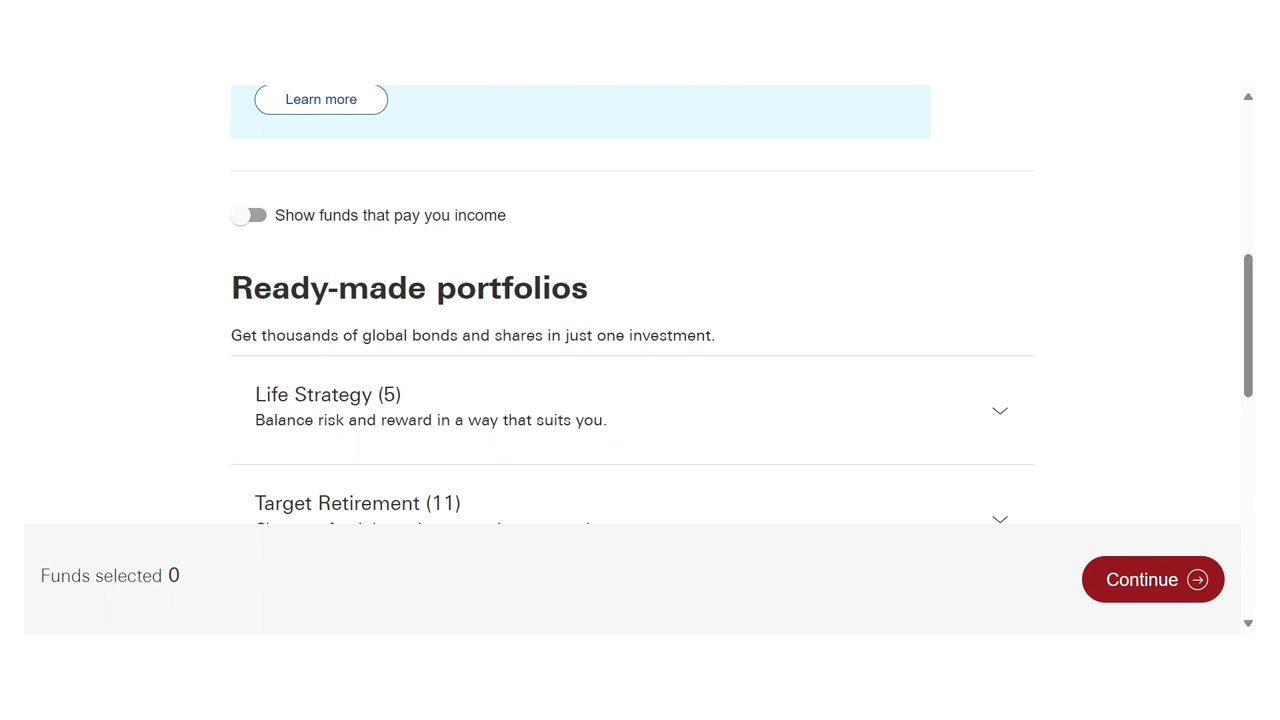 Learn more
Show funds that pay you income
Ready-made portfolios
Get thousands of global bonds and shares in just one investment.
Life Strategy (5)
Balance risk and reward in a way that suits you.
Target Retirement (11)
Funds selected 0
Continue